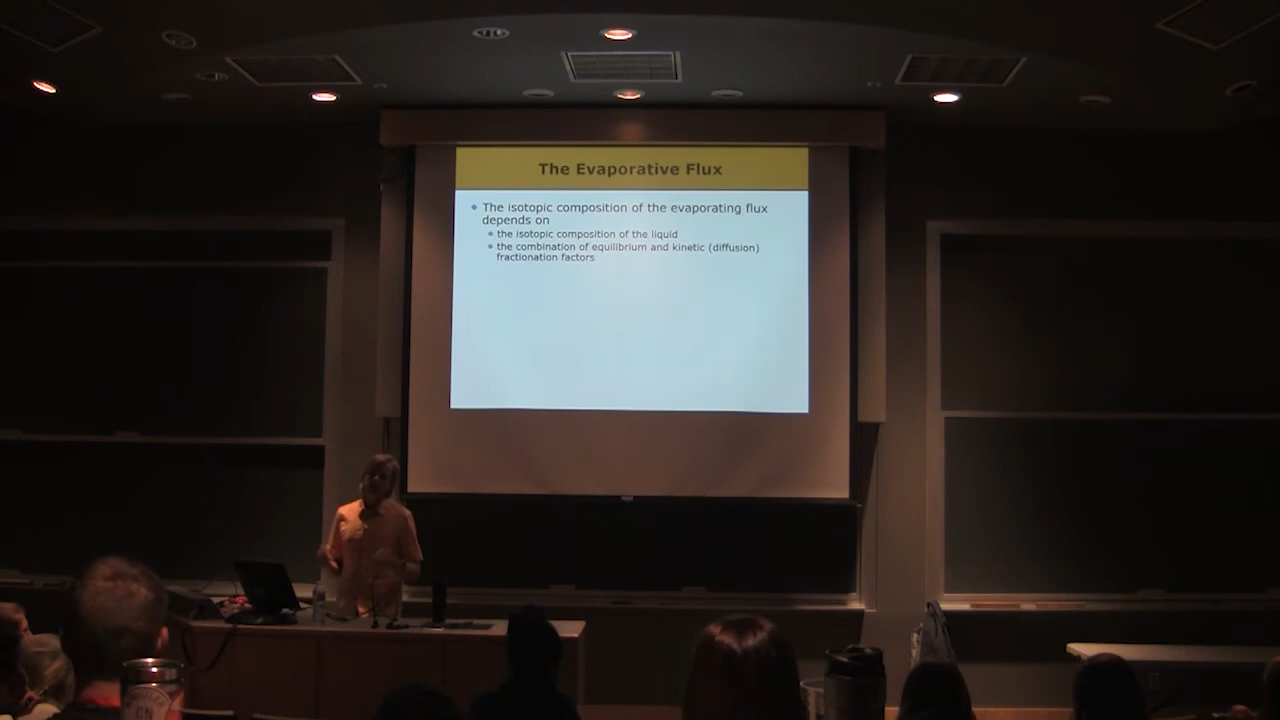 The Evaporative Flux
The isotopic composition of the evaporating flux
depends on
the isotopic composition of the liquid
the combination of equilibrium and kinetic (diffusion)
fractionation factors